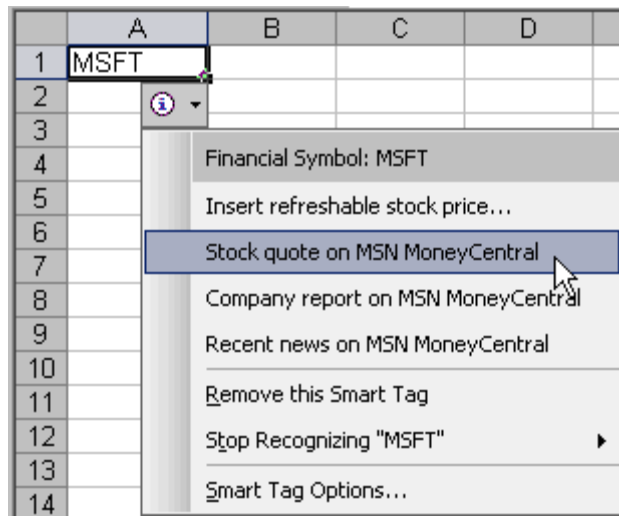 A B C D
1 MSFT
2
3
4 Financial Symbol: MSFT
5 Insert refreshable stock price...
6
7 Stock quote on MSN MoneyCentral
8 Company report on MSN MoneyCentral
9 Recent news on MSN MoneyCentral
10
11 Remove this Smart Tag
12 Stop Recognizing "MSFT"
13
14 Smart Tag Options...